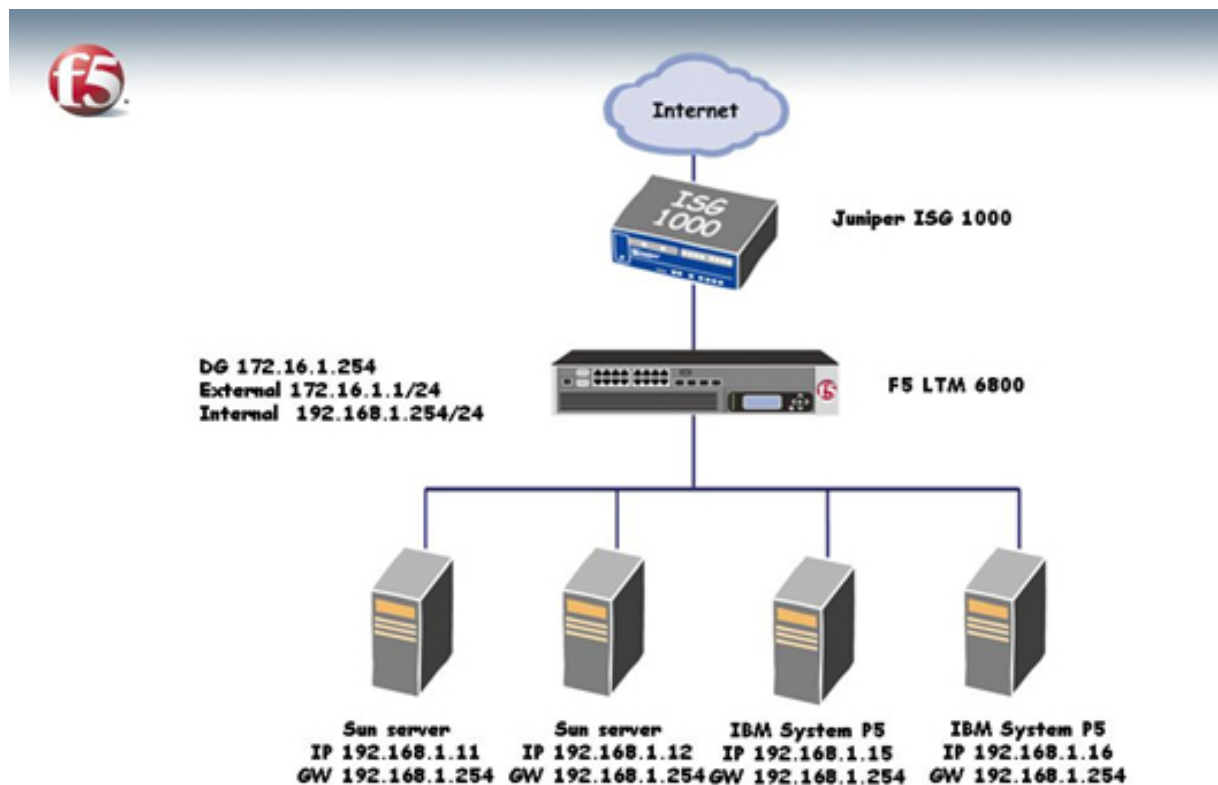 f5.
Internet
ISG
1000
Juniper ISG 1000
DG 172.16.1.254
External 172.16.1.1/24
Internal 192.168.1.254/24
F5 LTM 6800
f5
Sun server
IP 192.168.1.11
GW 192.168.1.254
Sun server
IP 192.168.1.12
GW 192.168.1.254
IBM System P5
IP 192.168.1.15
GW 192.168.1.254
IBM System P5
IP 192.168.1.16
GW 192.168.1.254